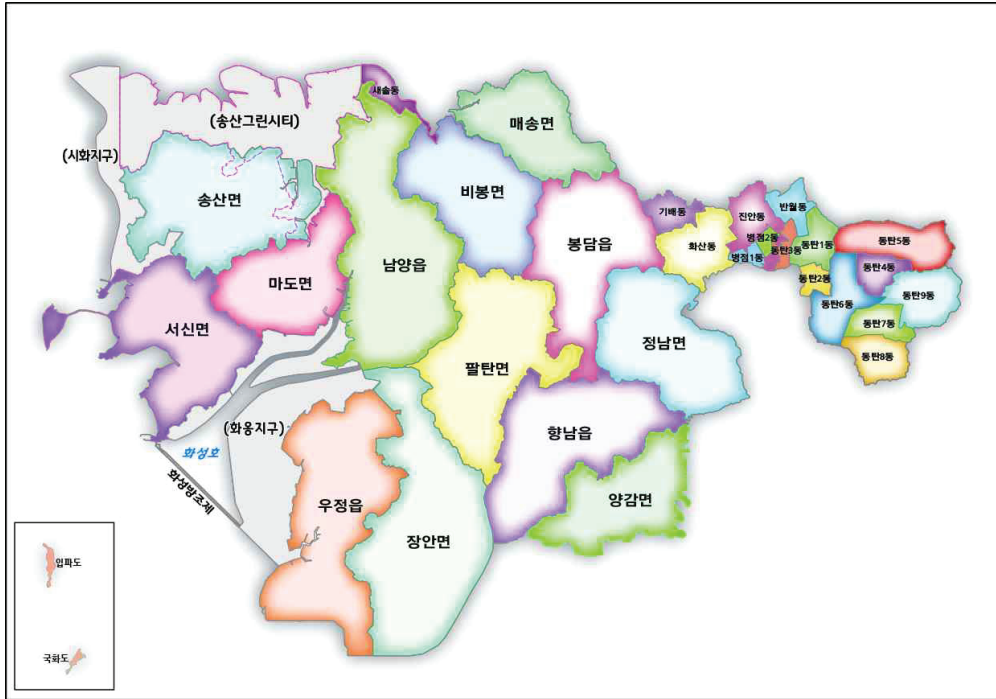 새솔동
매송면
(송산그린시티)
(시화지구)
비봉면
송산면
기배동
진안동
반월동
봉담읍
화산동
병점2동
동탄3동
동탄1동
동탄5동
병점1동
동탄4동
남양읍
마도면
동탄2동
동탄6동
동탄9동
서신면
정남면
동탄7동
팔탄면
동탄8동
(화옹지구)
향남읍
화성호
화성방조제
우정읍
양감면
장안면
입파도
국화도